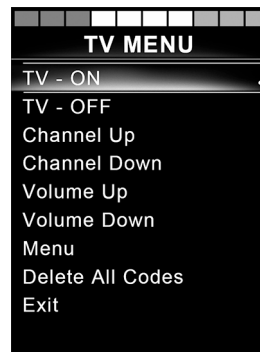 TV MENU
TV - ON
TV - OFF
Channel Up
Channel Down
Volume Up
Volume Down
Menu
Delete All Codes
Exit